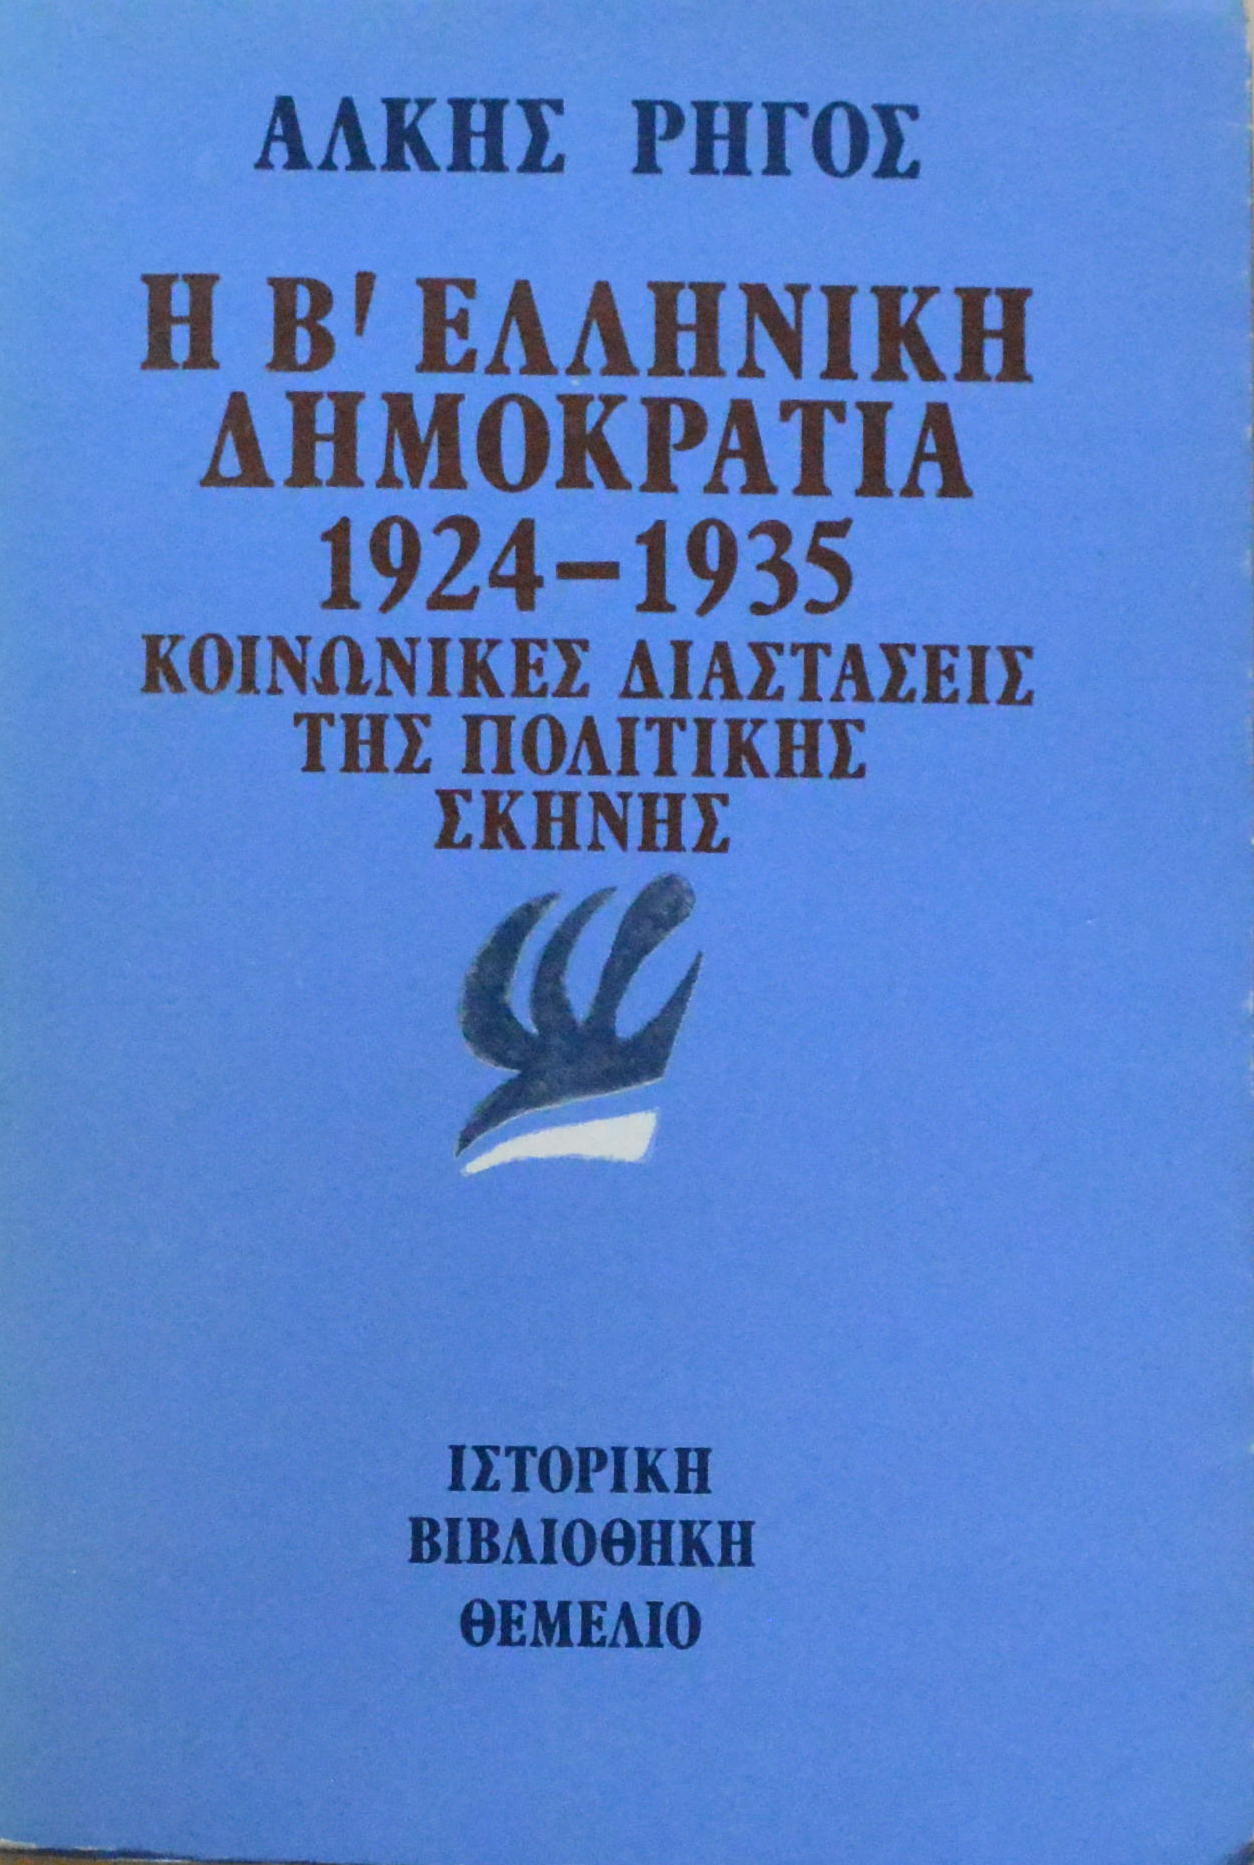 ΑΛΚΗΣ ΡΗΓΟΣ
Η Β' ΕΛΛΗΝΙΚΗ
ΔΗΜΟΚΡΑΤΙΑ
1924–1935
ΚΟΙΝΩΝΙΚΕΣ ΔΙΑΣΤΑΣΕΙΣ
ΤΗΣ ΠΟΛΙΤΙΚΗΣ
ΣΚΗΝΗΣ
ΙΣΤΟΡΙΚΗ
ΒΙΒΛΙΟΘΗΚΗ
ΘΕΜΕΛΙΟ